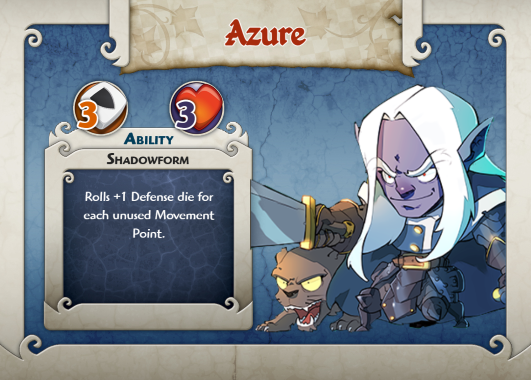 Azure
3
3
Ability
Shadowform
Rolls +1 Defense die for
each unused Movement
Point.